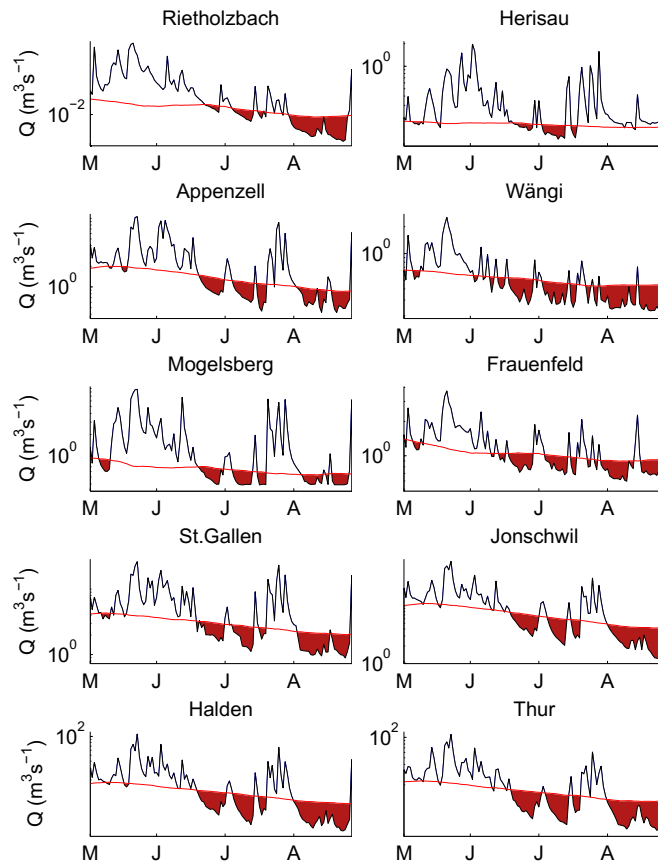 Rietholzbach Herisau
Q (m³s⁻¹) 10⁻² 10⁰
M J J A M J J A
Appenzell Wängi
Q (m³s⁻¹) 10⁰ 10⁰
M J J A M J J A
Mogelsberg Frauenfeld
Q (m³s⁻¹) 10⁰ 10⁰
M J J A M J J A
St.Gallen Jonschwil
Q (m³s⁻¹) 10⁰ 10⁰
M J J A M J J A
Halden Thur
Q (m³s⁻¹) 10² 10²
M J J A M J J A